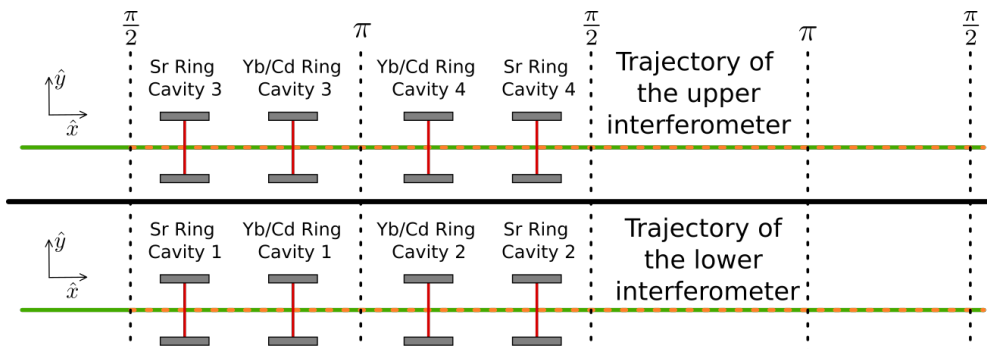 π/2 π π/2 π π/2
Sr Ring Yb/Cd Ring Yb/Cd Ring Sr Ring
Cavity 3 Cavity 3 Cavity 4 Cavity 4
Trajectory of
the upper
interferometer
ŷ
x̂
Sr Ring Yb/Cd Ring Yb/Cd Ring Sr Ring
Cavity 1 Cavity 1 Cavity 2 Cavity 2
Trajectory of
the lower
interferometer
ŷ
x̂